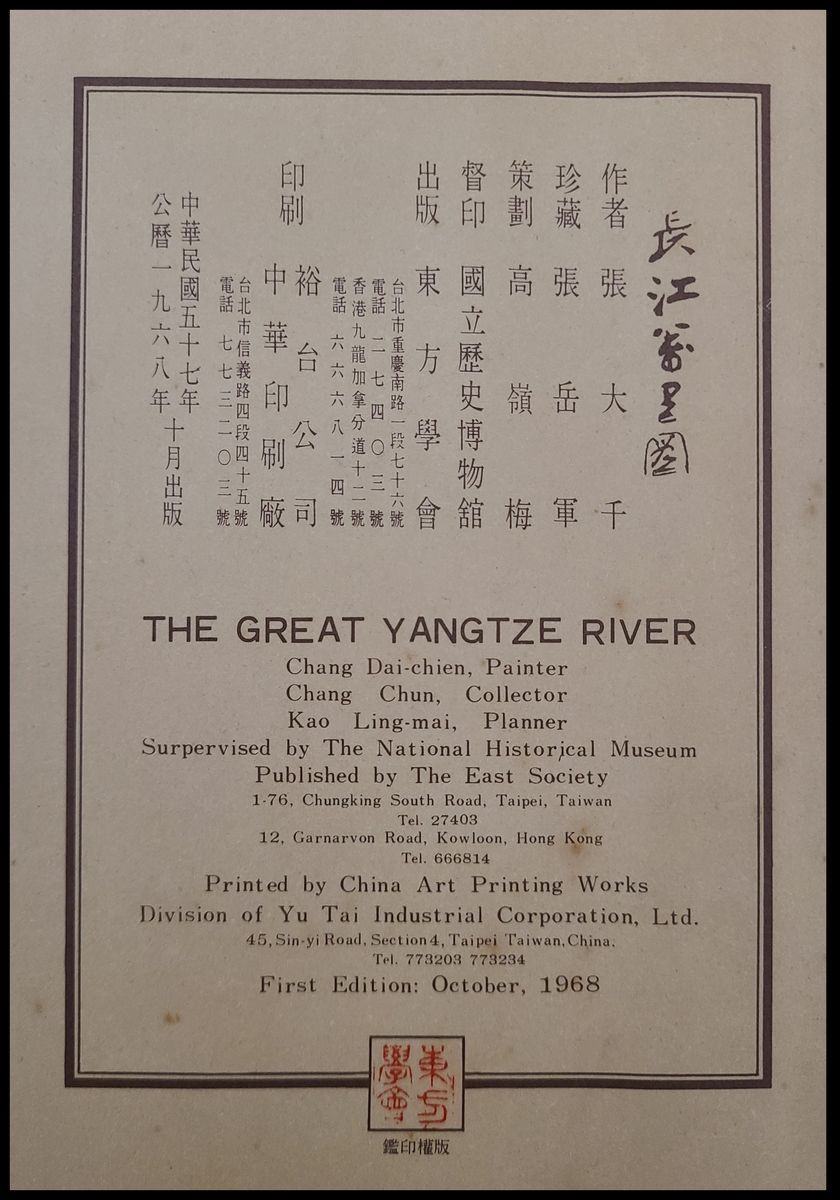 長江萬里圖
作者 張大千
珍藏 張岳軍
策劃 高嶺梅
督印 國立歷史博物舘
出版 東方學會
台北市重慶南路一段七十六號
電話 二七四〇三號
香港九龍加拿分道十二號
電話 六六六八一四號
印刷 裕台公司
中華印刷廠
台北市信義路四段四十五號
電話 七七三二〇三號
中華民國五十七年
公曆一九六八年
十月出版
THE GREAT YANGTZE RIVER
Chang Dai-chien, Painter
Chang Chun, Collector
Kao Ling-mai, Planner
Surpervised by The National Historical Museum
Published by The East Society
1-76, Chungking South Road, Taipei, Taiwan
Tel. 27403
12, Garnarvon Road, Kowloon, Hong Kong
Tel. 666814
Printed by China Art Printing Works
Division of Yu Tai Industrial Corporation, Ltd.
45, Sin-yi Road, Section 4, Taipei Taiwan, China.
Tel. 773203 773234
First Edition: October, 1968
東方
學會
鑑印權版